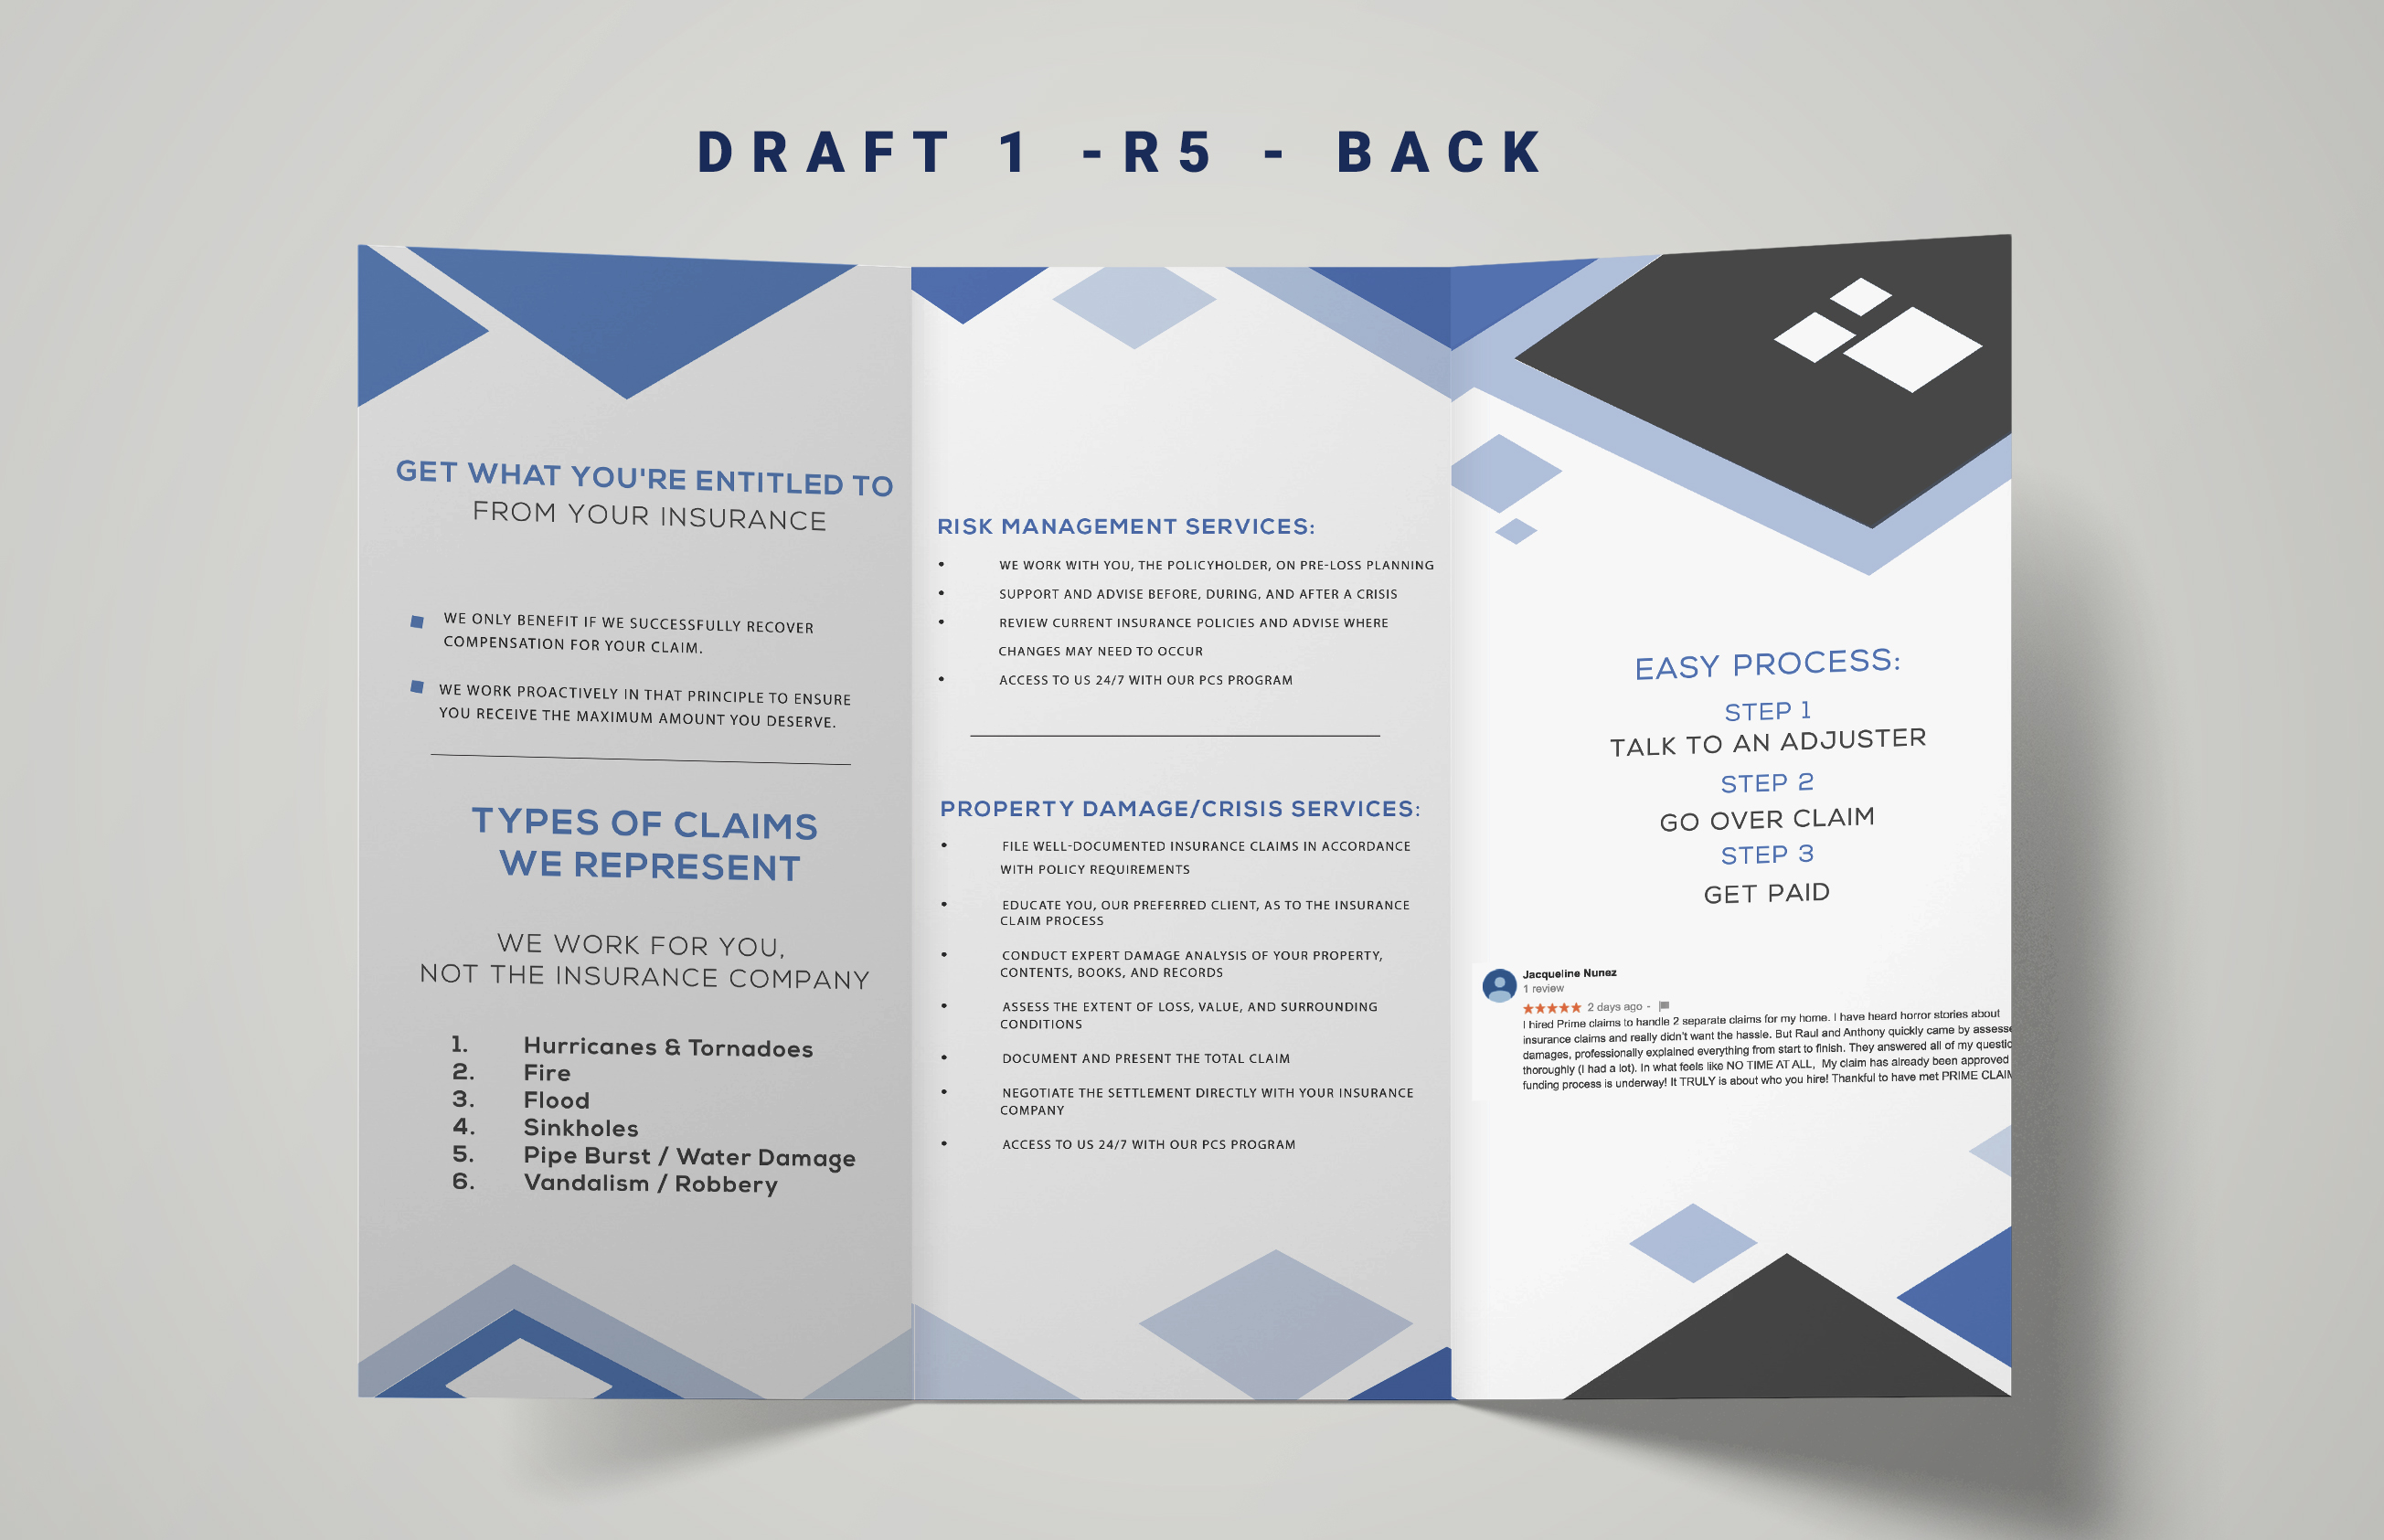 DRAFT 1 -R5 - BACK
GET WHAT YOU'RE ENTITLED TO
FROM YOUR INSURANCE
WE ONLY BENEFIT IF WE SUCCESSFULLY RECOVER
COMPENSATION FOR YOUR CLAIM.
WE WORK PROACTIVELY IN THAT PRINCIPLE TO ENSURE
YOU RECEIVE THE MAXIMUM AMOUNT YOU DESERVE.
TYPES OF CLAIMS
WE REPRESENT
WE WORK FOR YOU,
NOT THE INSURANCE COMPANY
1. Hurricanes & Tornadoes
2. Fire
3. Flood
4. Sinkholes
5. Pipe Burst / Water Damage
6. Vandalism / Robbery
RISK MANAGEMENT SERVICES:
• WE WORK WITH YOU, THE POLICYHOLDER, ON PRE-LOSS PLANNING
• SUPPORT AND ADVISE BEFORE, DURING, AND AFTER A CRISIS
• REVIEW CURRENT INSURANCE POLICIES AND ADVISE WHERE
CHANGES MAY NEED TO OCCUR
• ACCESS TO US 24/7 WITH OUR PCS PROGRAM
PROPERTY DAMAGE/CRISIS SERVICES:
• FILE WELL-DOCUMENTED INSURANCE CLAIMS IN ACCORDANCE
WITH POLICY REQUIREMENTS
• EDUCATE YOU, OUR PREFERRED CLIENT, AS TO THE INSURANCE
CLAIM PROCESS
• CONDUCT EXPERT DAMAGE ANALYSIS OF YOUR PROPERTY,
CONTENTS, BOOKS, AND RECORDS
• ASSESS THE EXTENT OF LOSS, VALUE, AND SURROUNDING
CONDITIONS
• DOCUMENT AND PRESENT THE TOTAL CLAIM
• NEGOTIATE THE SETTLEMENT DIRECTLY WITH YOUR INSURANCE
COMPANY
• ACCESS TO US 24/7 WITH OUR PCS PROGRAM
EASY PROCESS:
STEP 1
TALK TO AN ADJUSTER
STEP 2
GO OVER CLAIM
STEP 3
GET PAID
Jacqueline Nunez
1 review
2 days ago -
I hired Prime claims to handle 2 separate claims for my home. I have heard horror stories about
insurance claims and really didn't want the hassle. But Raul and Anthony quickly came by assesse
damages, professionally explained everything from start to finish. They answered all of my questio
thoroughly (I had a lot). In what feels like NO TIME AT ALL, My claim has already been approved
funding process is underway! It TRULY is about who you hire! Thankful to have met PRIME CLAIM